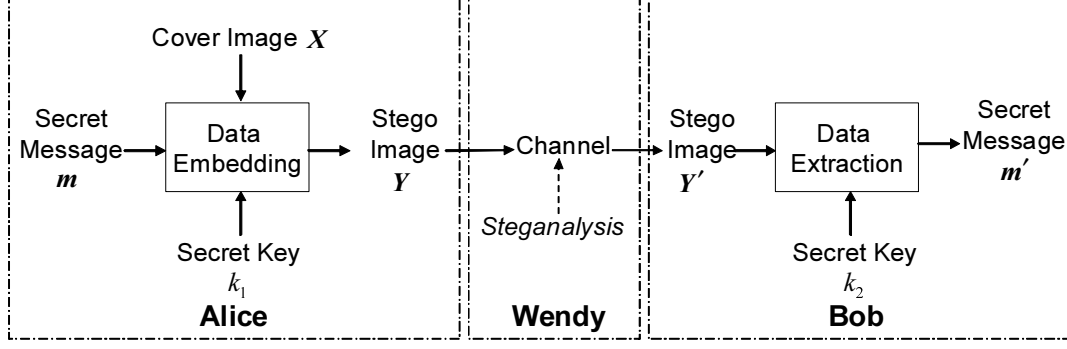 Cover Image X
Secret
Message
m
Data
Embedding
Stego
Image
Y
Secret Key
k₁
Alice
Channel
Steganalysis
Wendy
Stego
Image
Y′
Data
Extraction
Secret
Message
m′
Secret Key
k₂
Bob